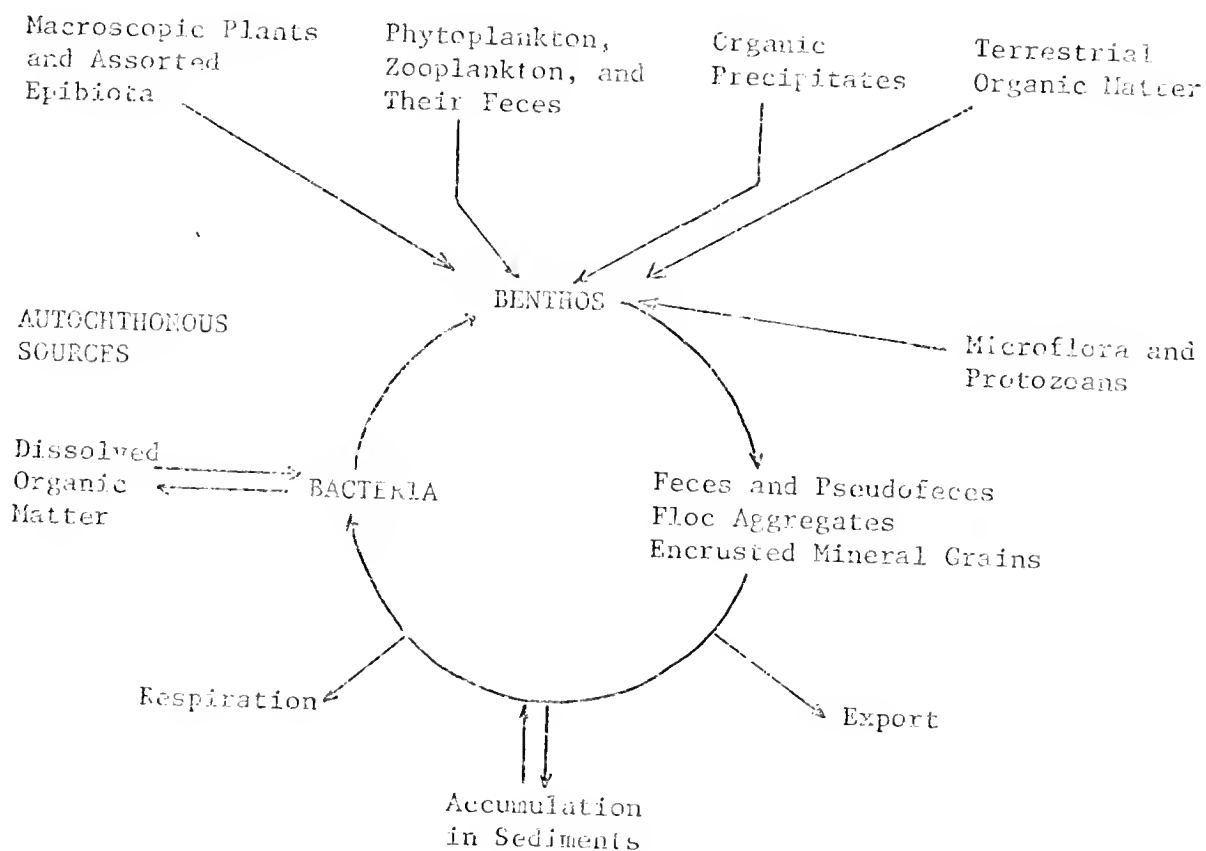 Macroscopic Plants
and Assorted
Epibiota
Phytoplankton,
Zooplankton, and
Their Feces
Organic
Precipitates
Terrestrial
Organic Matter
BENTHOS
AUTOCHTHONOUS
SOURCES
Microflora and
Protozoans
Dissolved
Organic
Matter
BACTERIA
Feces and Pseudofeces
Floc Aggregates
Encrusted Mineral Grains
Respiration
Export
Accumulation
in Sediments